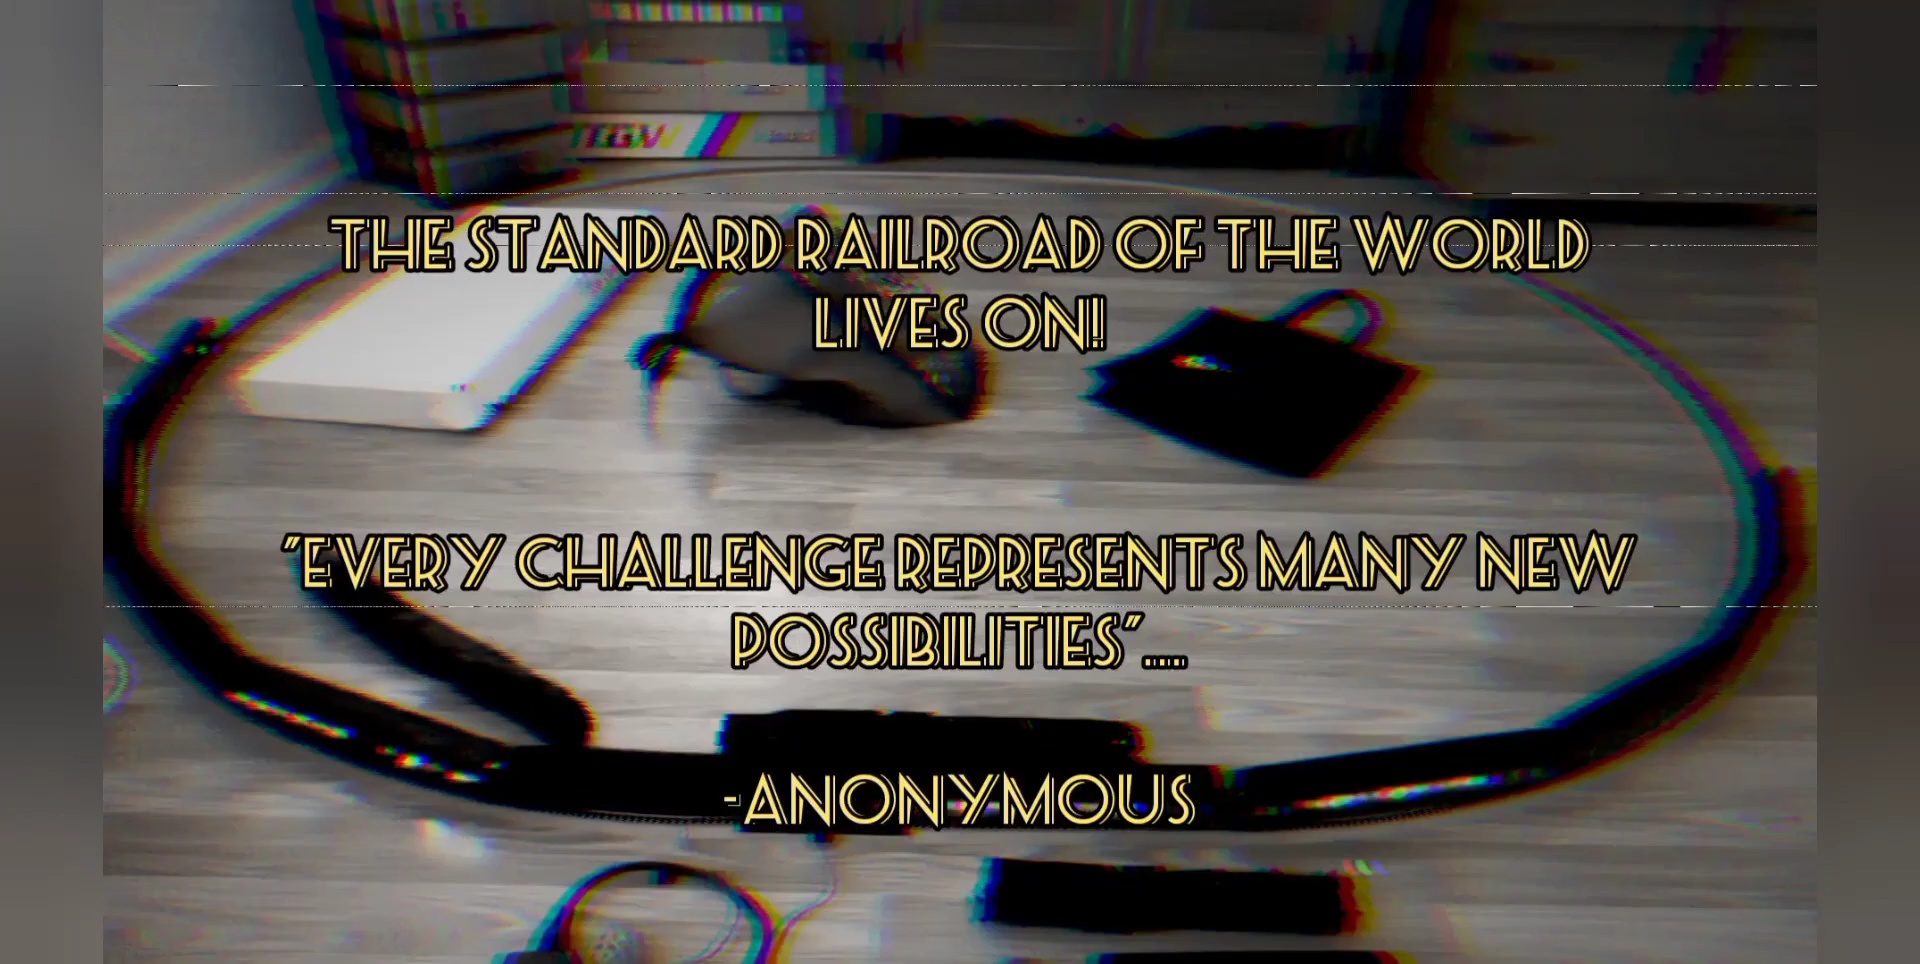 THE STANDARD RAILROAD OF THE WORLD
LIVES ON!
"EVERY CHALLENGE REPRESENTS MANY NEW
POSSIBILITIES"....
-ANONYMOUS